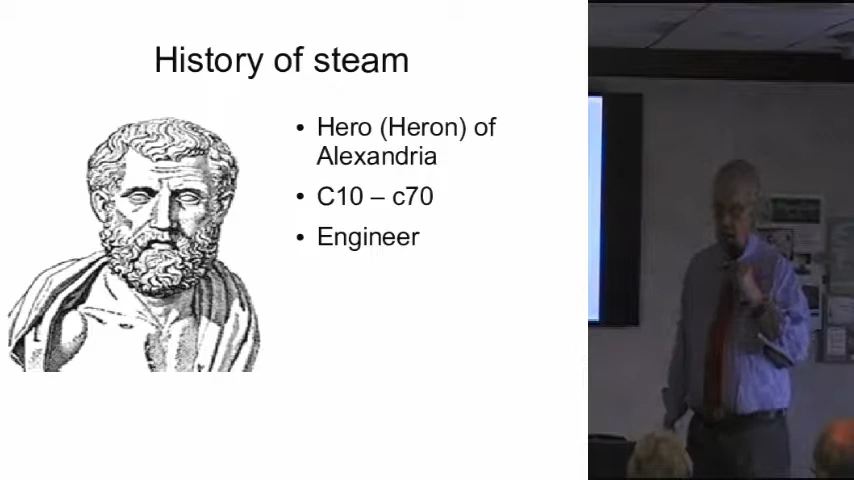 History of steam
• Hero (Heron) of
Alexandria
• C10 – c70
• Engineer